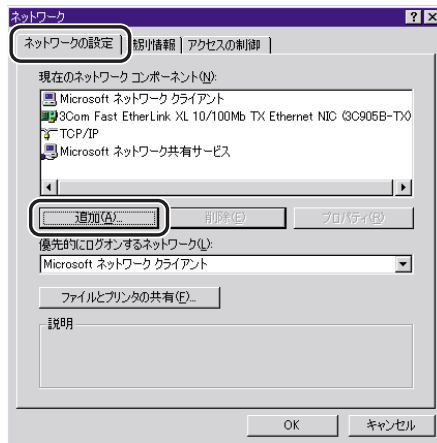 ネットワーク
ネットワークの設定 識別情報 アクセスの制御
現在のネットワーク コンポーネント(N):
Microsoft ネットワーク クライアント
3Com Fast EtherLink XL 10/100Mb TX Ethernet NIC (3C905B-TX)
TCP/IP
Microsoft ネットワーク共有サービス
追加(A)... 削除(E) プロパティ(R)
優先的にログオンするネットワーク(L):
Microsoft ネットワーク クライアント
ファイルとプリンタの共有(F)...
説明
OK キャンセル